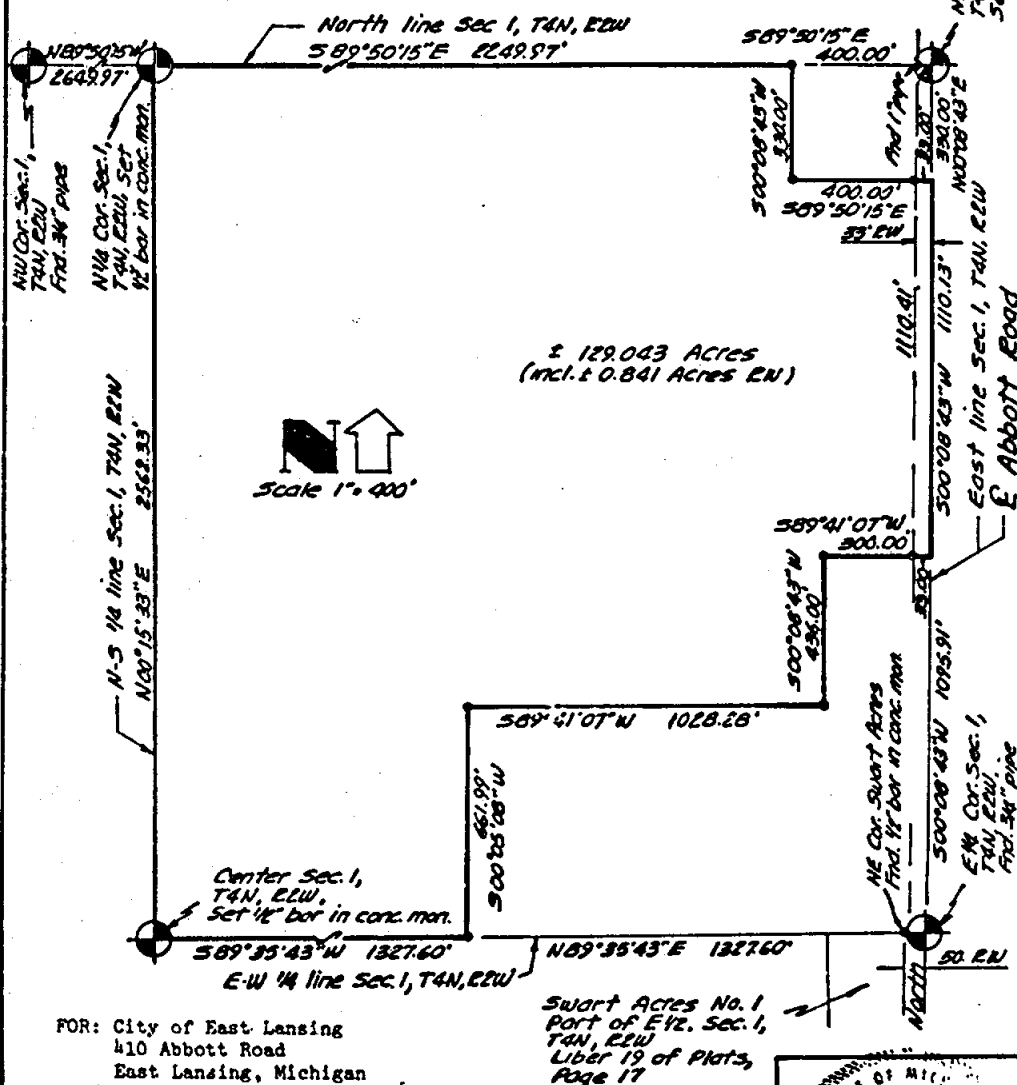 North line Sec. 1, T4N, R2W
S89°50'15"E 2249.97'
N89°50'15"W
2649.97'
S89°50'15"E
400.00'
NW Cor. Sec. 1,
T4N, R2W
Fnd. 3/4" pipe
N1/4 Cor. Sec. 1,
T4N, R2W, Set
1/2" bar in conc. mon.
S00°08'43"W
330.00'
Fnd 1" pipe
33.00'
330.00'
N00°08'43"E
400.00'
S89°50'15"E
33' R/W
1110.41'
S00°08'43"W 1110.13'
East line Sec. 1, T4N, R2W
℄ Abbott Road
± 129.043 Acres
(incl. ± 0.841 Acres R/W)
N
Scale 1" = 400'
N-S 1/4 line Sec. 1, T4N, R2W
N00°15'33"E 2562.33'
S89°41'07"W
300.00'
33.00'
S00°08'43"W
436.00'
S89°41'07"W 1028.28'
661.99'
S00°05'08"W
NE Cor. Swart Acres
Fnd. 1/2" bar in conc. mon.
S00°08'43"W 1095.91'
E1/4 Cor. Sec. 1,
T4N, R2W,
Fnd. 3/4" pipe
Center Sec. 1,
T4N, R2W,
Set 1/2" bar in conc. mon.
S89°35'43"W 1327.60'
N89°35'43"E 1327.60'
E-W 1/4 line Sec. 1, T4N, R2W
North
50' R/W
Swart Acres No. 1
Part of E1/2, Sec. 1,
T4N, R2W
Liber 19 of Plats,
Page 17
FOR: City of East Lansing
410 Abbott Road
East Lansing, Michigan
OF MIC